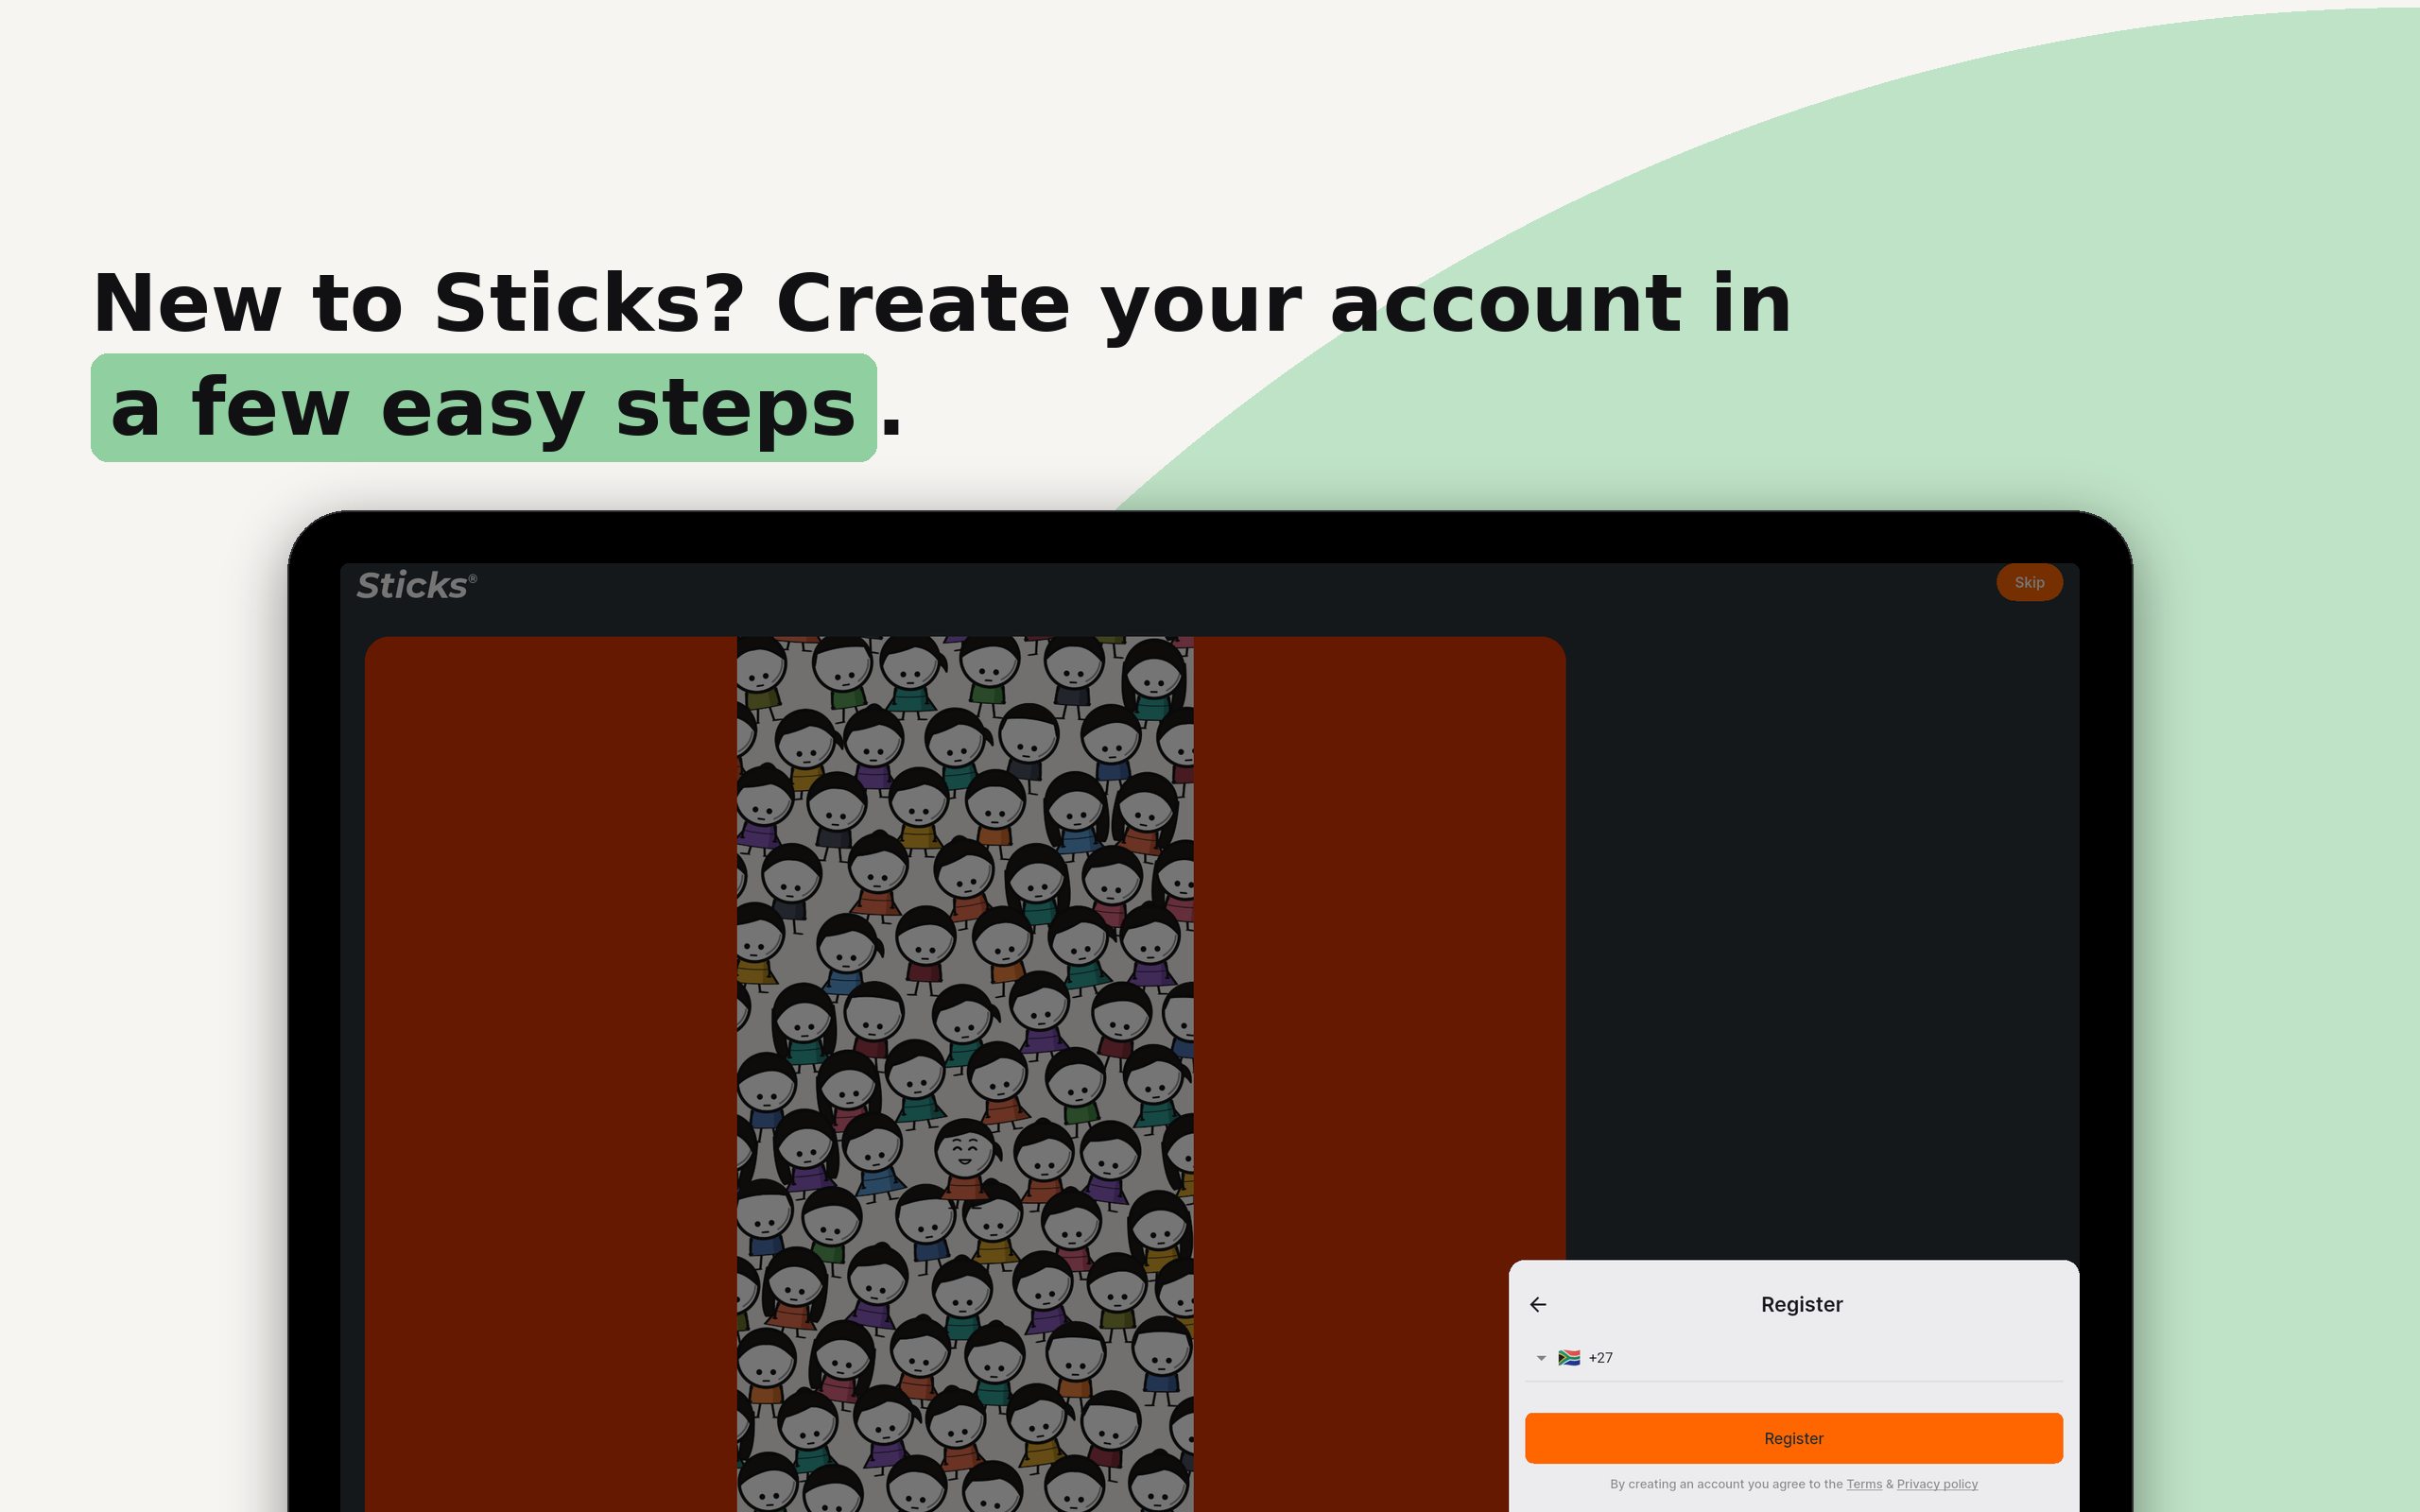 New to Sticks? Create your account in
a few easy steps.
Sticks®
Skip
Register
+27
Register
By creating an account you agree to the Terms & Privacy policy